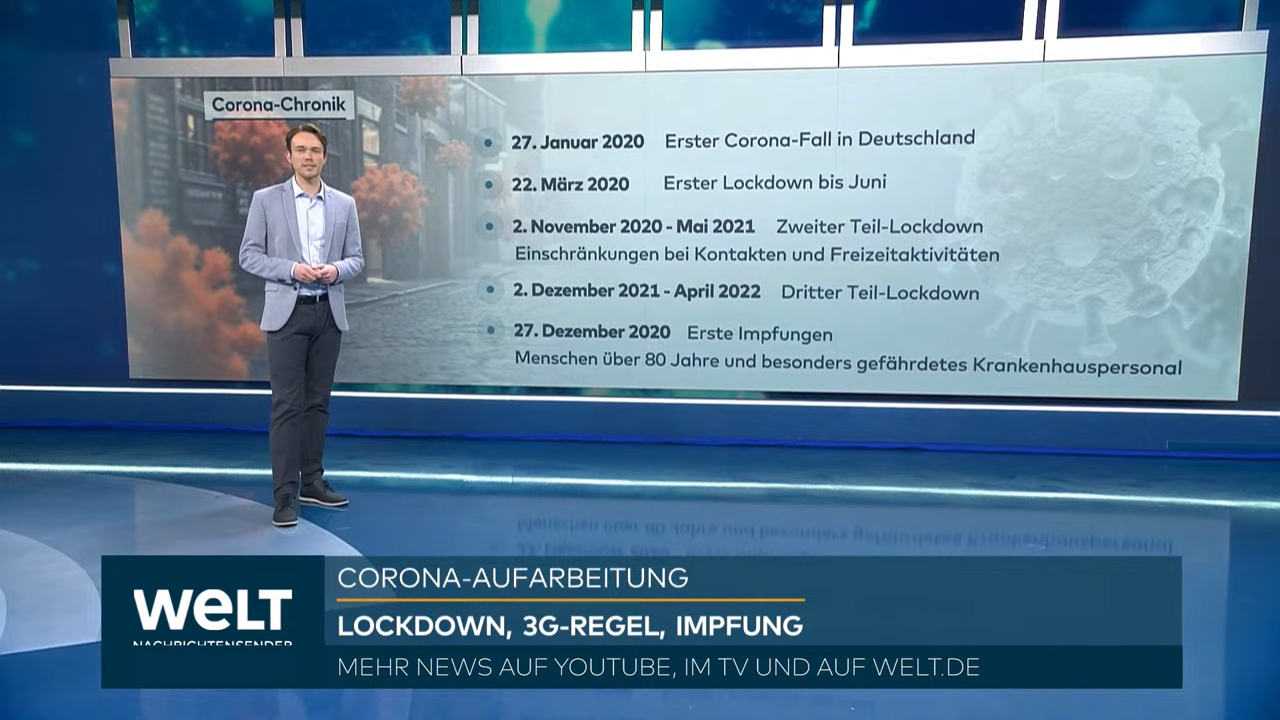 Corona-Chronik
27. Januar 2020 Erster Corona-Fall in Deutschland
22. März 2020 Erster Lockdown bis Juni
2. November 2020 - Mai 2021 Zweiter Teil-Lockdown
Einschränkungen bei Kontakten und Freizeitaktivitäten
2. Dezember 2021 - April 2022 Dritter Teil-Lockdown
27. Dezember 2020 Erste Impfungen
Menschen über 80 Jahre und besonders gefährdetes Krankenhauspersonal
welt
NACHRICHTENSENDER
CORONA-AUFARBEITUNG
LOCKDOWN, 3G-REGEL, IMPFUNG
MEHR NEWS AUF YOUTUBE, IM TV UND AUF WELT.DE